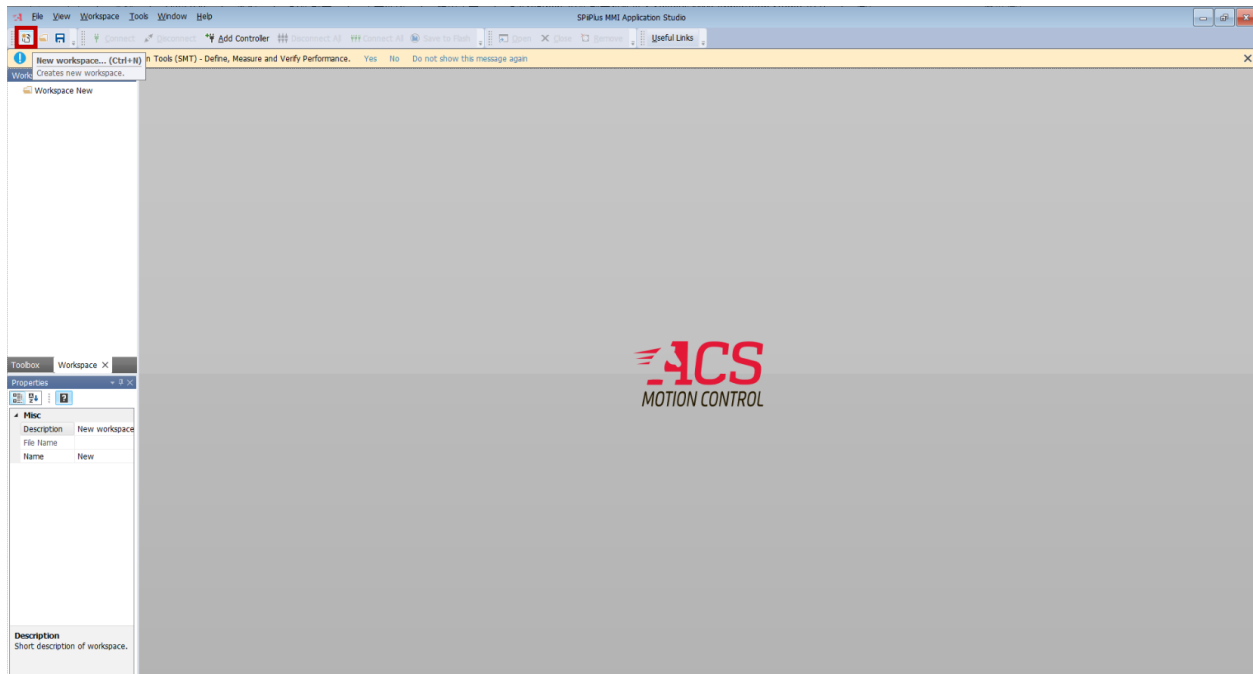 File View Workspace Tools Window Help SPiiPlus MMI Application Studio
Connect Disconnect Add Controller Disconnect All Connect All Save to Flash Open Close Remove Useful Links
New workspace... (Ctrl+N) n Tools (SMT) - Define, Measure and Verify Performance. Yes No Do not show this message again
Creates new workspace.
Work
Workspace New
ACS
MOTION CONTROL
Toolbox Workspace
Properties
Misc
Description New workspace
File Name
Name New
Description
Short description of workspace.